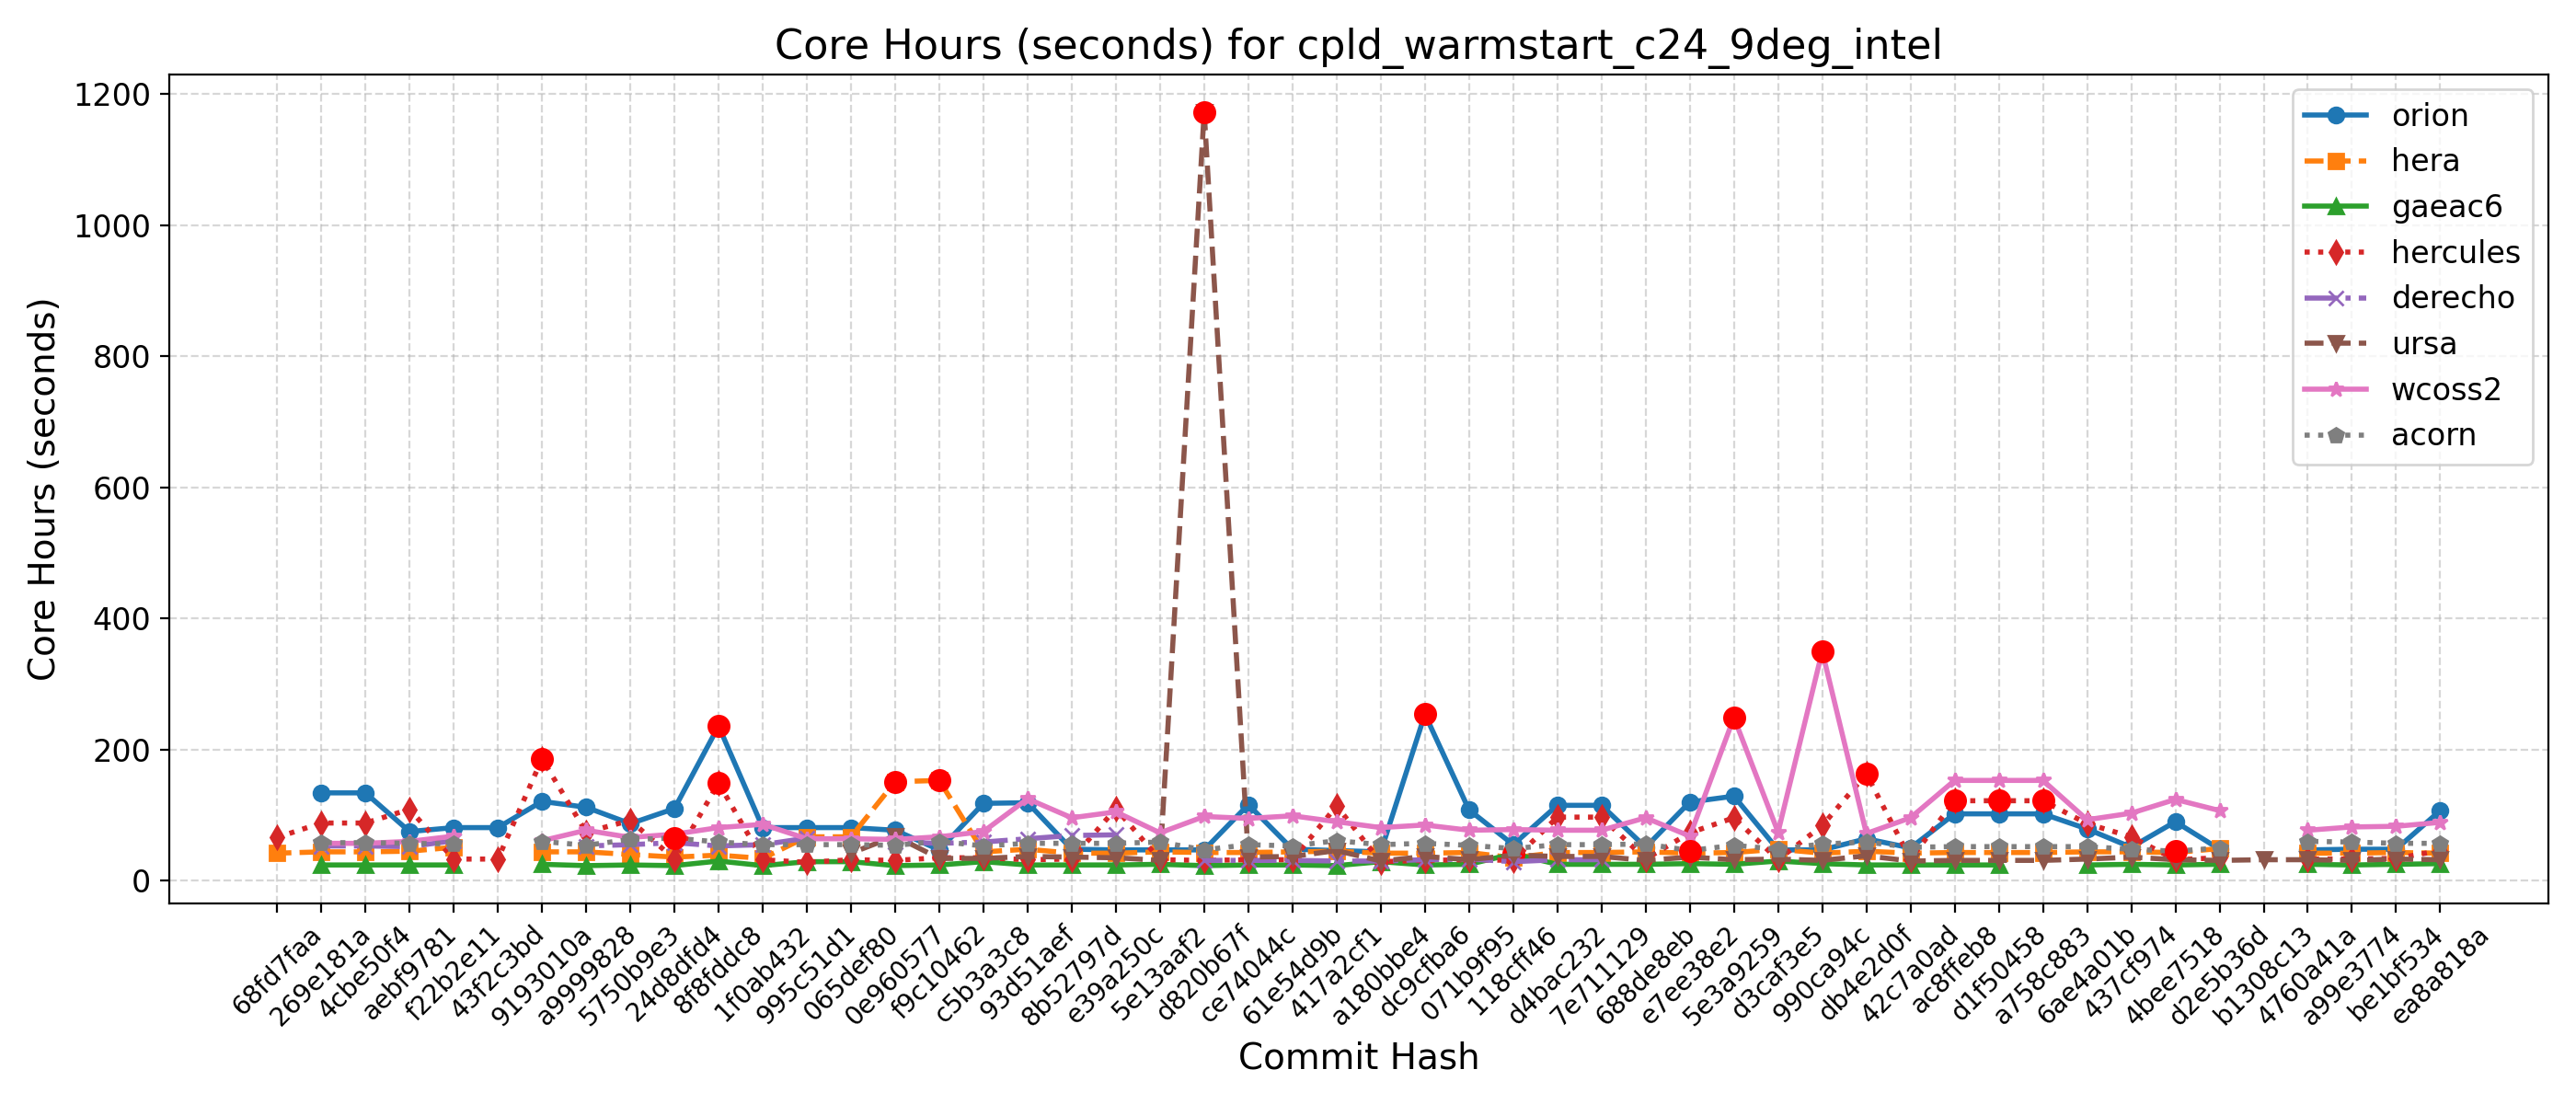 Core Hours (seconds) for cpld_warmstart_c24_9deg_intel
Core Hours (seconds)
1200
1000
800
600
400
200
0
orion
hera
gaeac6
hercules
derecho
ursa
wcoss2
acorn
68fd7faa
269e181a
4cbe50f4
aebf9781
f22b2e11
43f2c3bd
9193010a
a9999828
5750b9e3
24d8dfd4
8f8fddc8
1f0ab432
995c51d1
065def80
0e960577
f9c10462
c5b3a3c8
93d51aef
8b52797d
e39a250c
5e13aaf2
d820b67f
ce74044c
61e54d9b
417a2cf1
a180bbe4
dc9cfba6
071b9f95
118cff46
d4bac232
7e711129
688de8eb
e7ee38e2
5e3a9259
d3caf3e5
990ca94c
db4e2d0f
42c7a0ad
ac8ffeb8
d1f50458
a758c883
6ae4a01b
437cf974
4bee7518
d2e5b36d
b1308c13
4760a41a
a99e3774
be1bf534
ea8a818a
Commit Hash